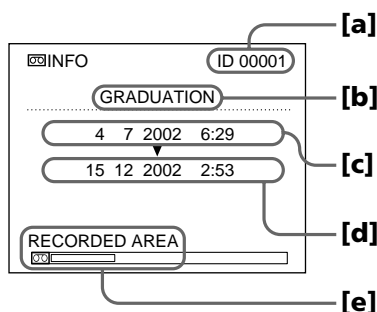 [a]
INFO
ID 00001
GRADUATION
[b]
4 7 2002 6:29
[c]
15 12 2002 2:53
[d]
RECORDED AREA
[e]